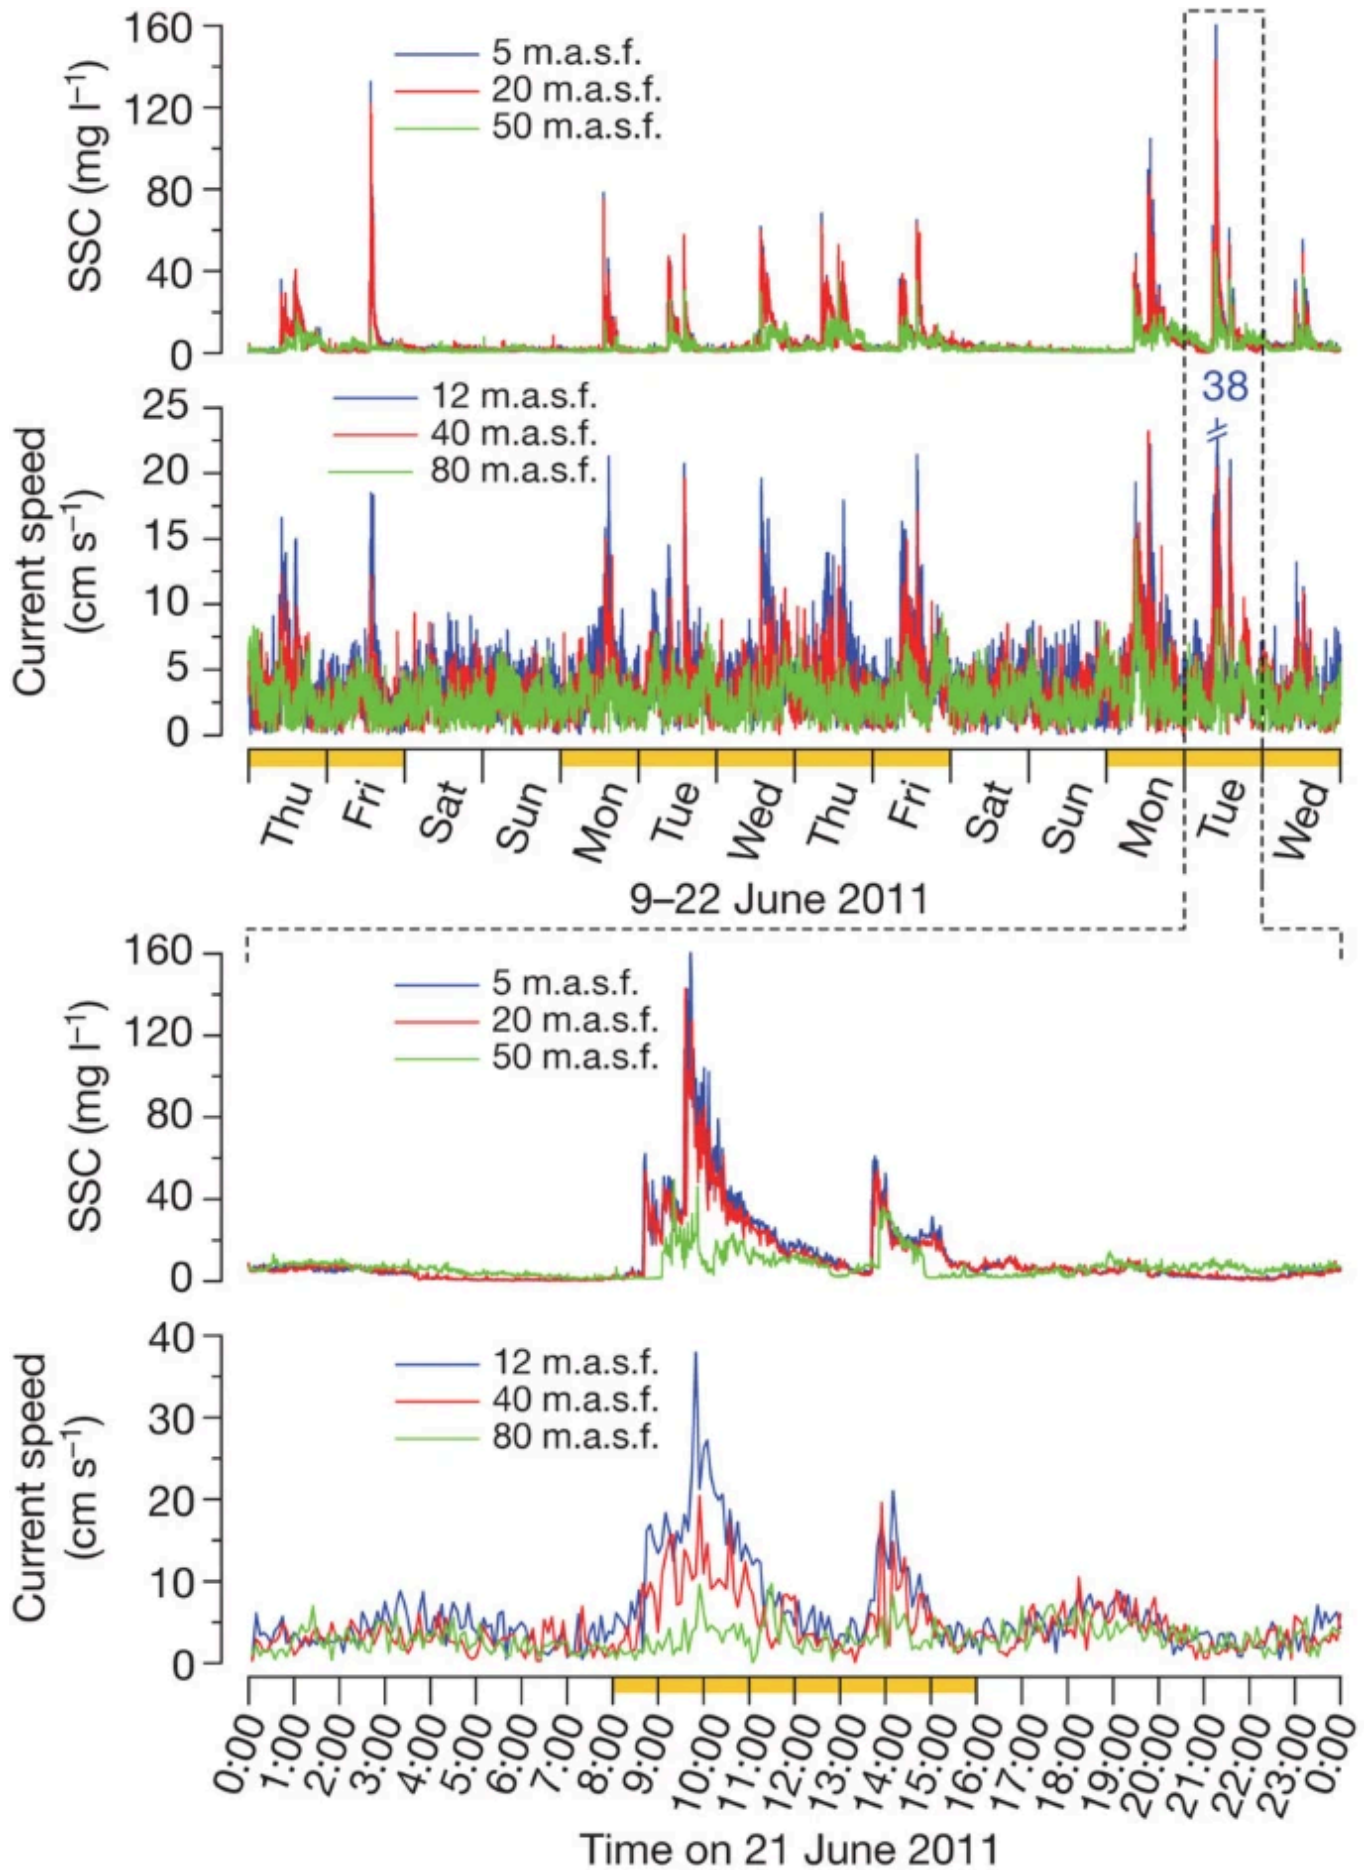 160
120
80
40
0
SSC (mg l⁻¹)
5 m.a.s.f.
20 m.a.s.f.
50 m.a.s.f.
25
20
15
10
5
0
Current speed
(cm s⁻¹)
12 m.a.s.f.
40 m.a.s.f.
80 m.a.s.f.
38
Thu Fri Sat Sun Mon Tue Wed Thu Fri Sat Sun Mon Tue Wed
9–22 June 2011
160
120
80
40
0
SSC (mg l⁻¹)
5 m.a.s.f.
20 m.a.s.f.
50 m.a.s.f.
40
30
20
10
0
Current speed
(cm s⁻¹)
12 m.a.s.f.
40 m.a.s.f.
80 m.a.s.f.
0:00 1:00 2:00 3:00 4:00 5:00 6:00 7:00 8:00 9:00 10:00 11:00 12:00 13:00 14:00 15:00 16:00 17:00 18:00 19:00 20:00 21:00 22:00 23:00 0:00
Time on 21 June 2011